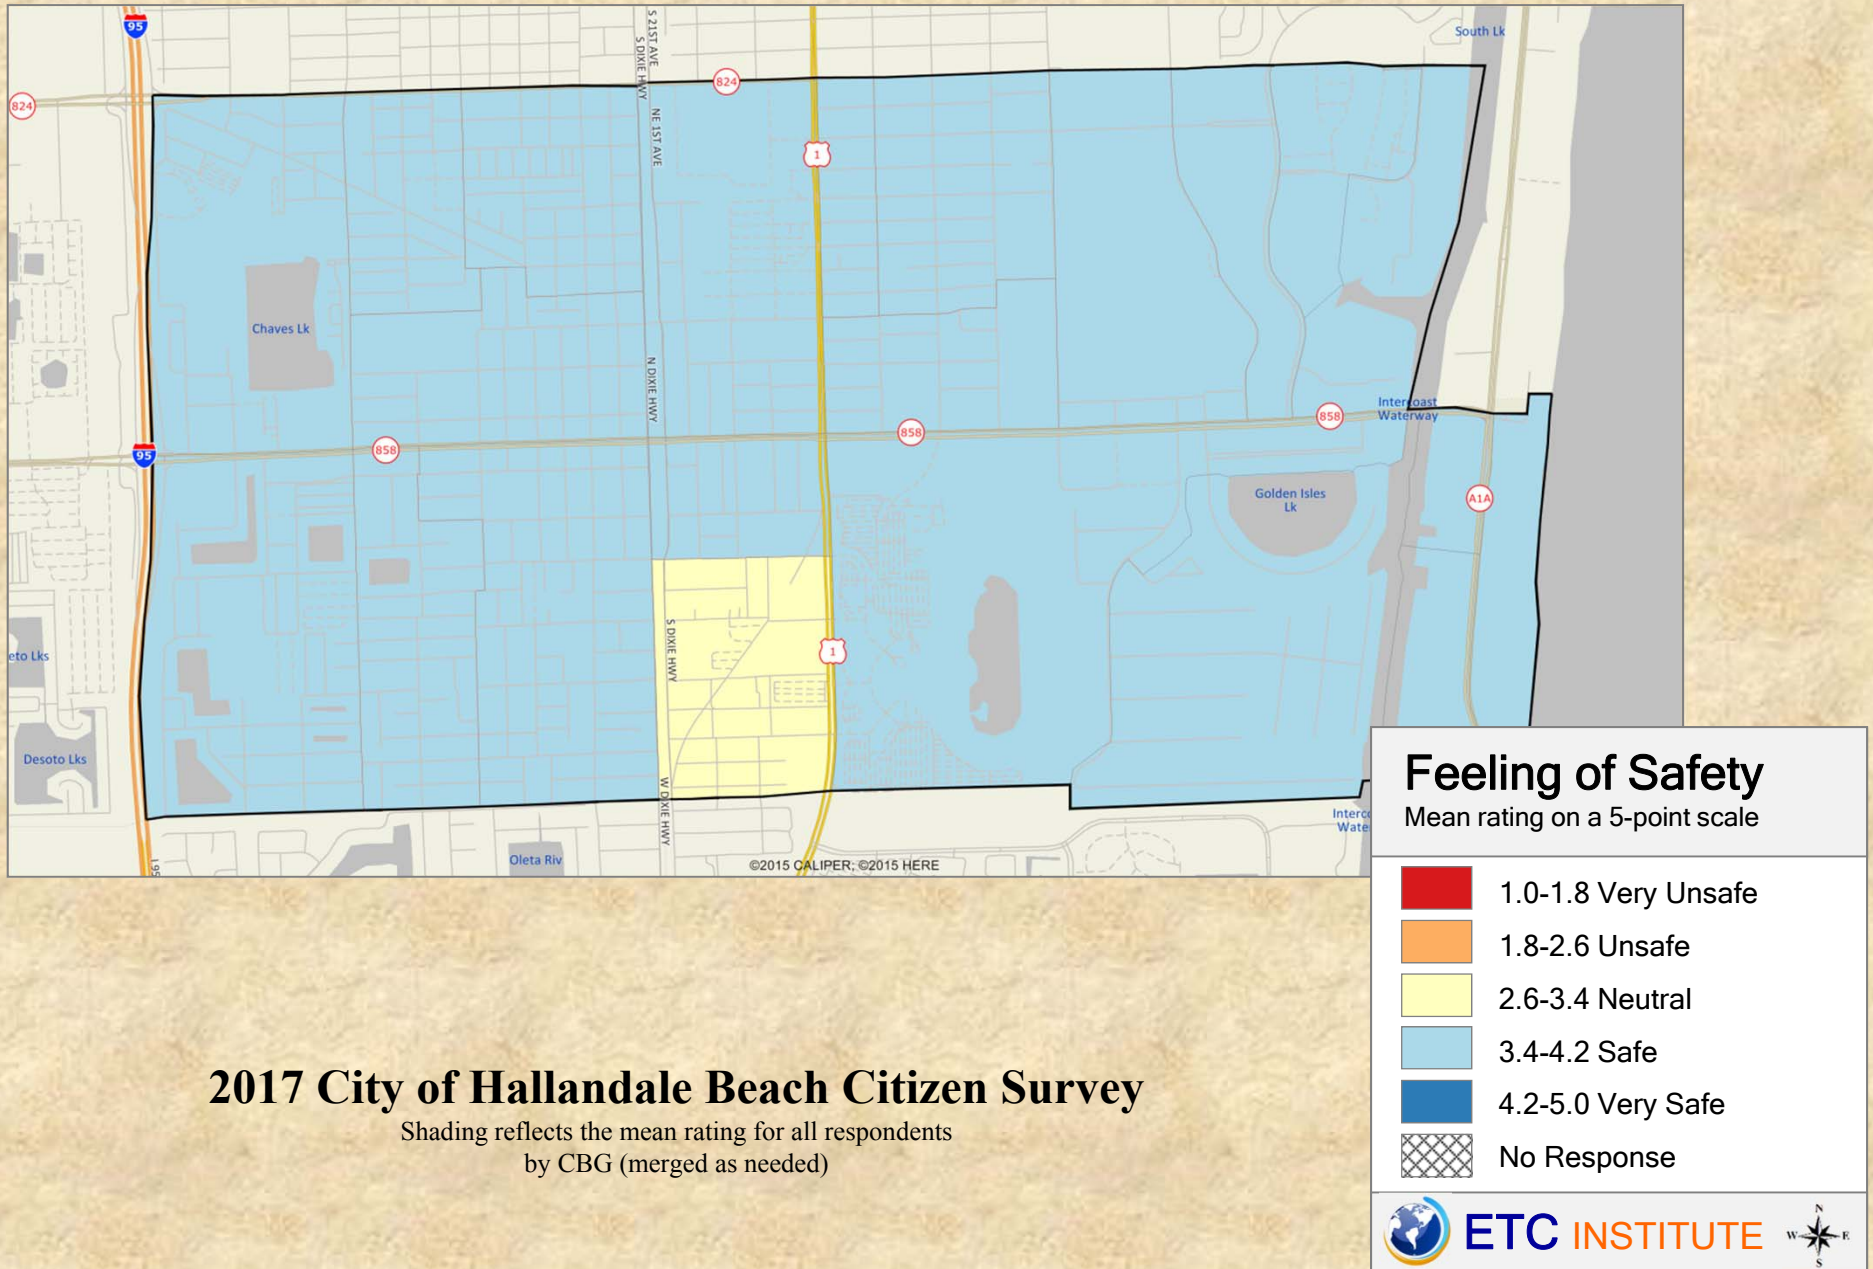 95
S 21ST AVE
S DIXIE HWY
824
South Lk
824
NE 1ST AVE
1
Chaves Lk
N DIXIE HWY
Intercoast
Waterway
858
858
858
95
Golden Isles
Lk
A1A
S DIXIE HWY
1
eto Lks
Desoto Lks
W DIXIE HWY
Interco
Wate
Oleta Riv
I 95
©2015 CALIPER; ©2015 HERE
Feeling of Safety
Mean rating on a 5-point scale
1.0-1.8 Very Unsafe
1.8-2.6 Unsafe
2.6-3.4 Neutral
3.4-4.2 Safe
4.2-5.0 Very Safe
No Response
2017 City of Hallandale Beach Citizen Survey
Shading reflects the mean rating for all respondents
by CBG (merged as needed)
ETC INSTITUTE
N
W E
S